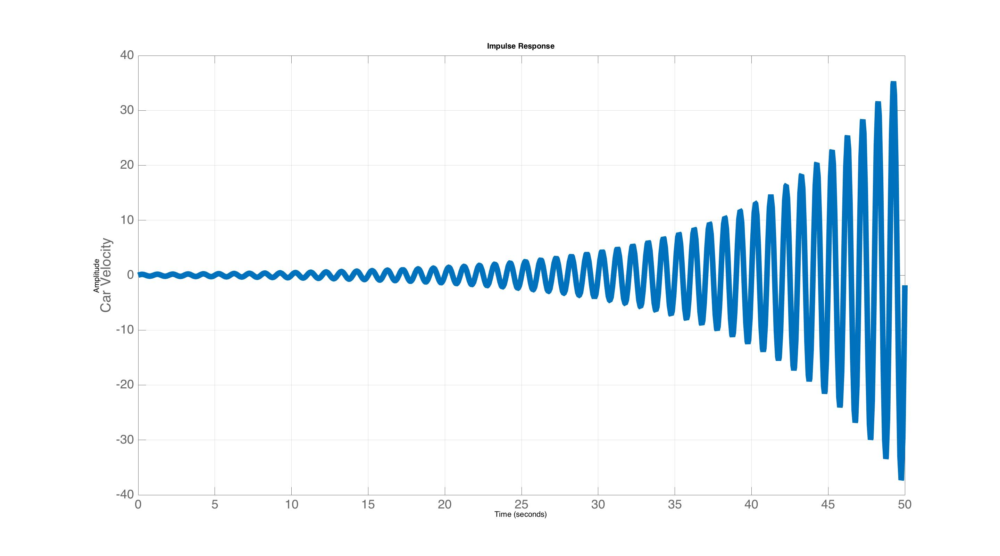 Impulse Response
40
30
20
10
0
-10
-20
-30
-40
Amplitude
Car Velocity
0 5 10 15 20 25 30 35 40 45 50
Time (seconds)